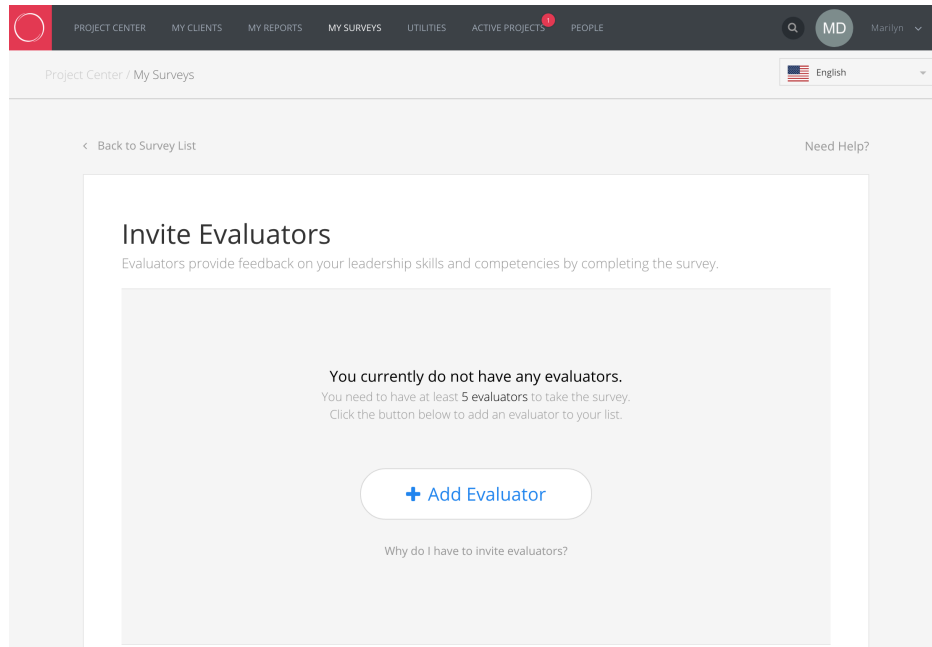 PROJECT CENTER MY CLIENTS MY REPORTS MY SURVEYS UTILITIES ACTIVE PROJECTS ! PEOPLE MD Marilyn
Project Center / My Surveys English
Back to Survey List Need Help?
Invite Evaluators
Evaluators provide feedback on your leadership skills and competencies by completing the survey.
You currently do not have any evaluators.
You need to have at least 5 evaluators to take the survey.
Click the button below to add an evaluator to your list.
Add Evaluator
Why do I have to invite evaluators?